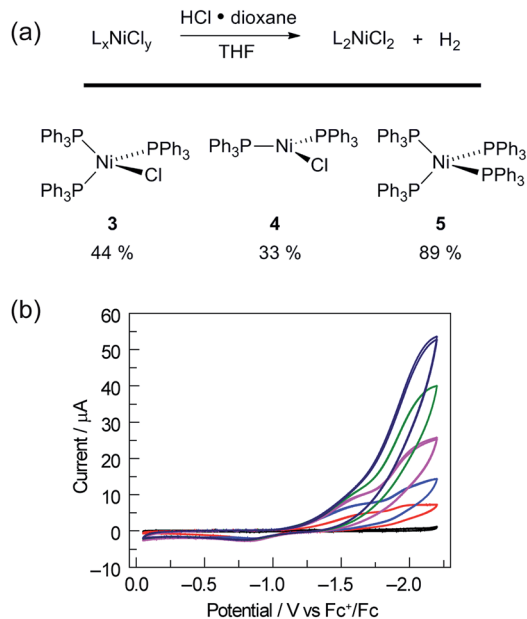 (a)
LₓNiClᵧ HCl • dioxane THF L₂NiCl₂ + H₂
Ph₃P Ph₃P Ni PPh₃ Cl
Ph₃P Ni PPh₃ Cl
Ph₃P Ph₃P Ni PPh₃ PPh₃
3 4 5
44 % 33 % 89 %
(b)
60
50
40
30
20
10
0
–10
Current / μA
0.0 –0.5 –1.0 –1.5 –2.0
Potential / V vs Fc⁺/Fc